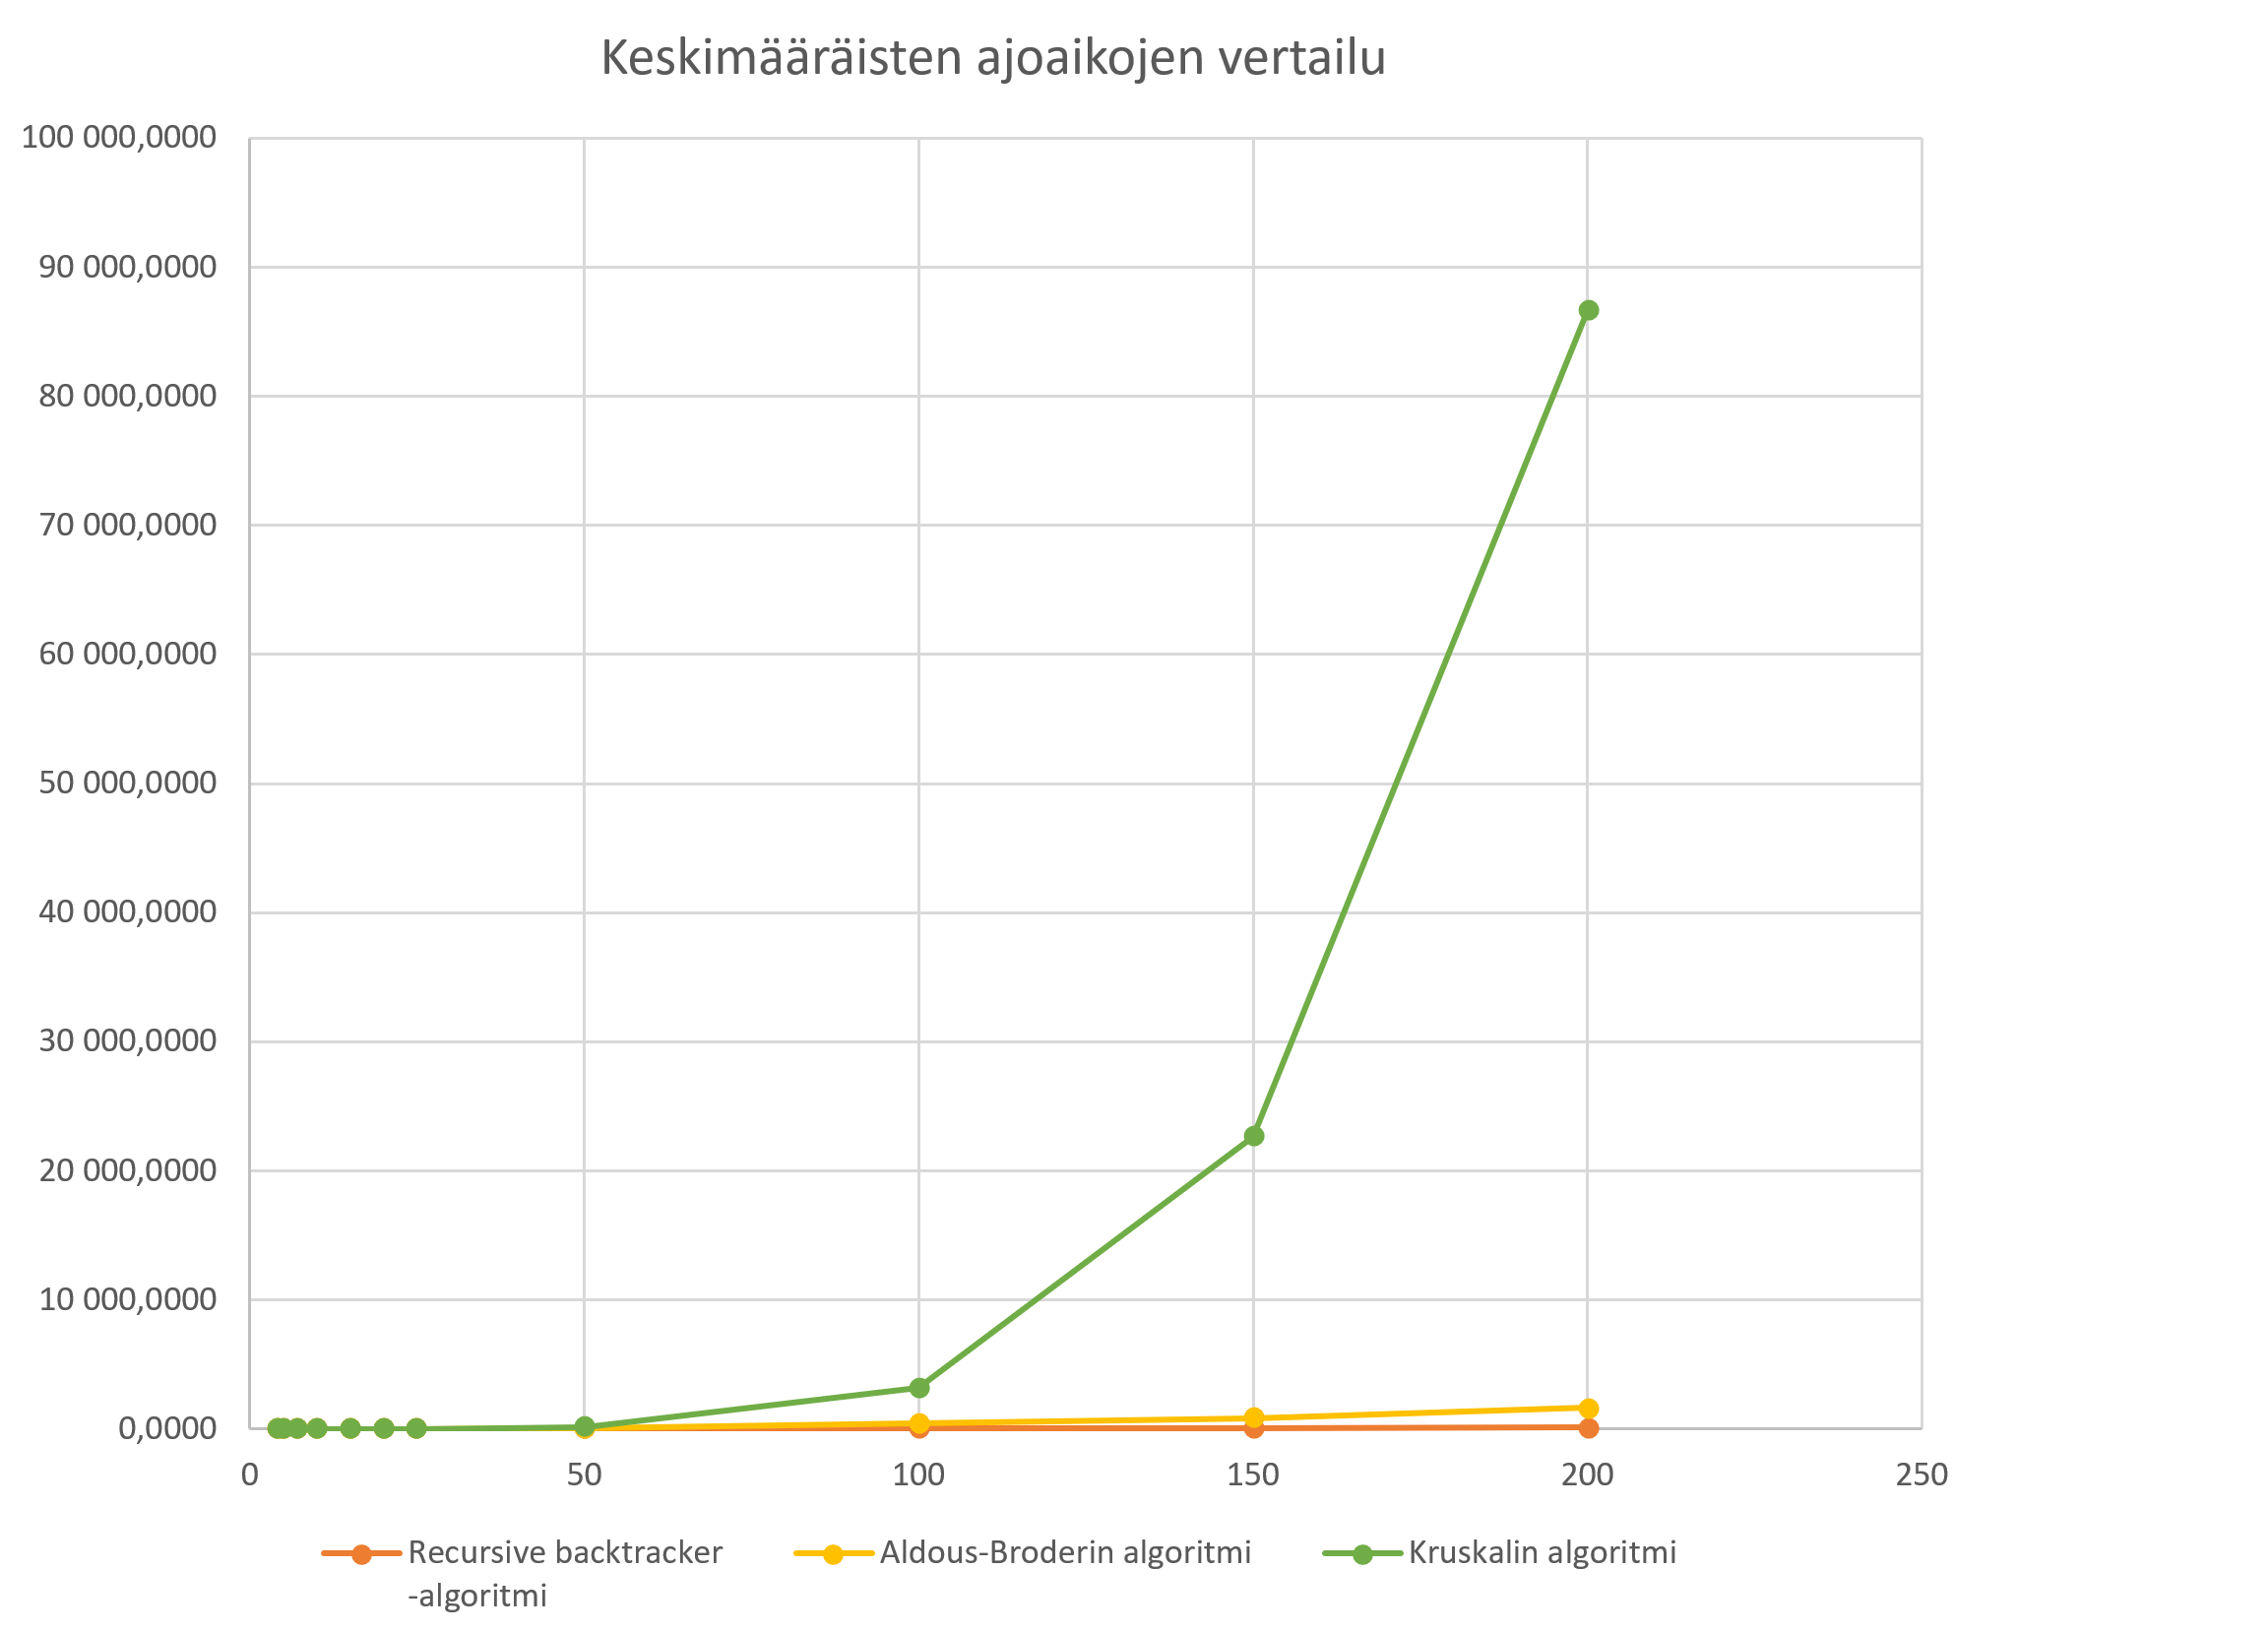 Keskimääräisten ajoaikojen vertailu
100 000,0000
90 000,0000
80 000,0000
70 000,0000
60 000,0000
50 000,0000
40 000,0000
30 000,0000
20 000,0000
10 000,0000
0,0000
0 50 100 150 200 250
Recursive backtracker Aldous-Broderin algoritmi Kruskalin algoritmi
-algoritmi